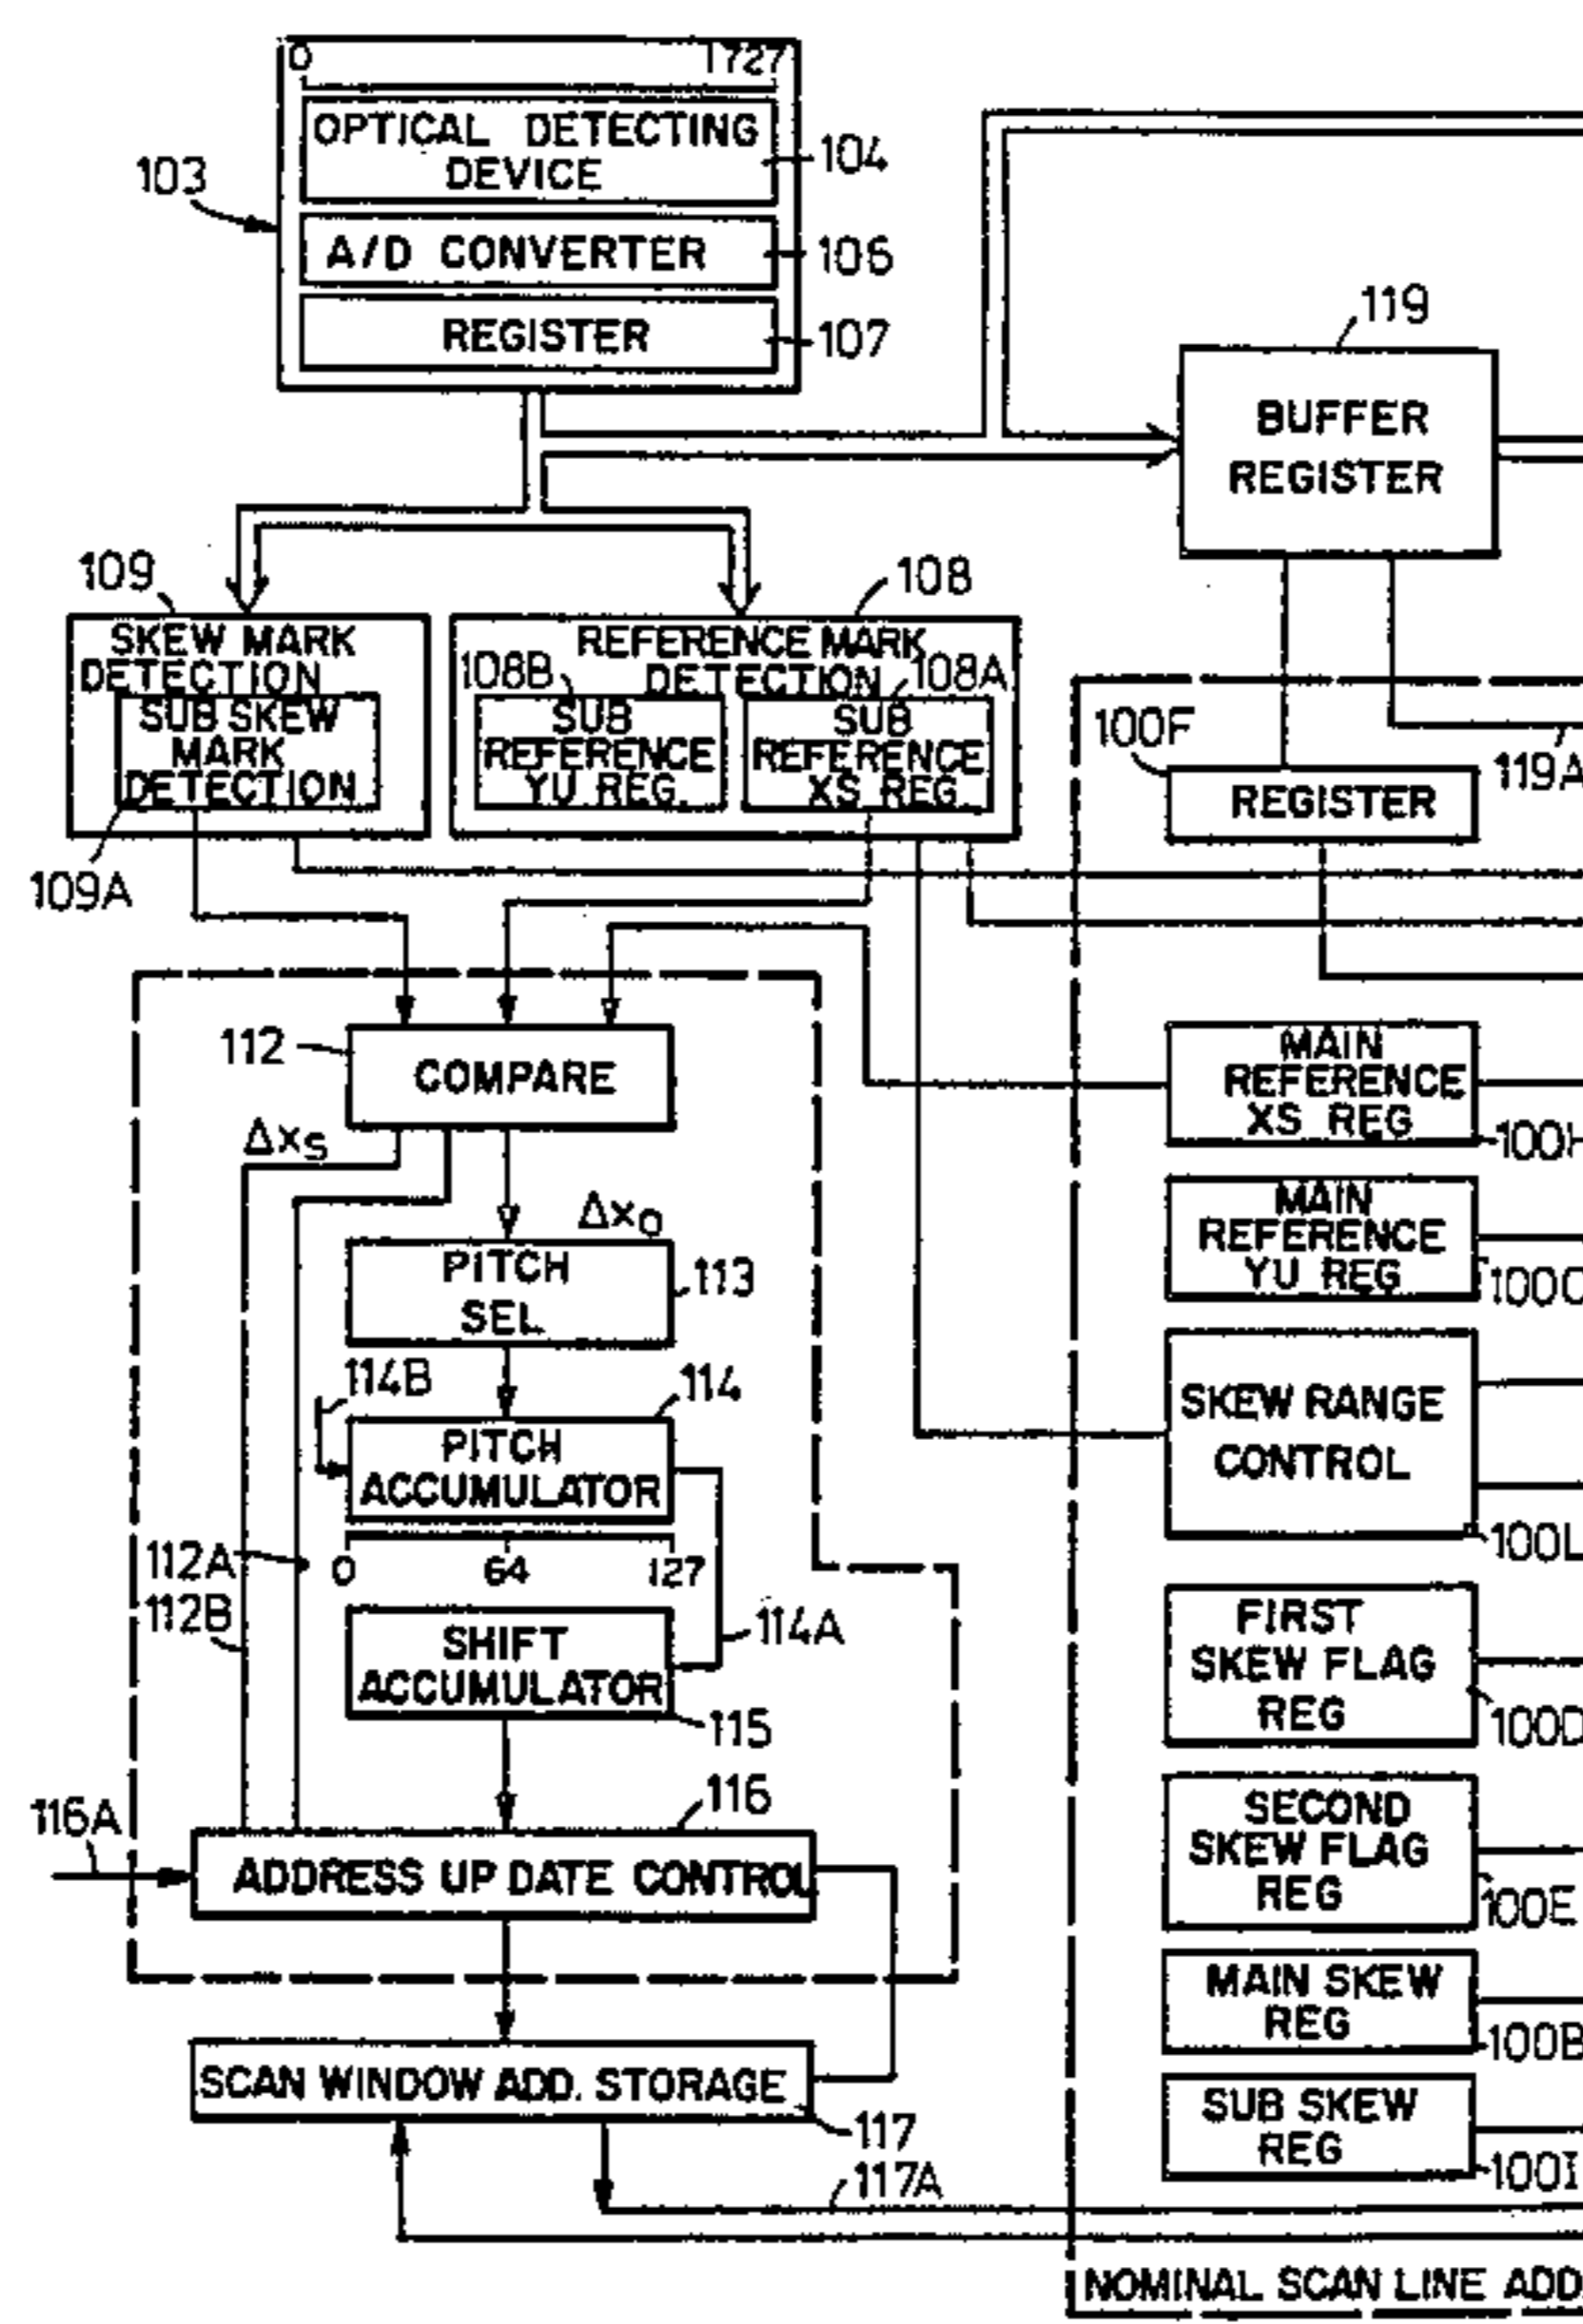 0 1727
OPTICAL DETECTING
DEVICE
104
103
A/D CONVERTER
106
REGISTER
107
119
BUFFER
REGISTER
109
SKEW MARK
DETECTION
SUB SKEW
MARK
DETECTION
109A
108
REFERENCE MARK
DETECTION
108B
108A
SUB
REFERENCE
YU REG.
SUB
REFERENCE
XS REG.
100F
REGISTER
119A
112
COMPARE
ΔXS
ΔXO
PITCH
SEL.
113
114B
114
PITCH
ACCUMULATOR
0 64 127
112A
112B
SHIFT
ACCUMULATOR
114A
115
116
116A
ADDRESS UP DATE CONTROL
SCAN WINDOW ADD. STORAGE
117
117A
MAIN
REFERENCE
XS REG
100H
MAIN
REFERENCE
YU REG
SKEW RANGE
CONTROL
100L
FIRST
SKEW FLAG
REG
100D
SECOND
SKEW FLAG
REG
100E
MAIN SKEW
REG
100B
SUB SKEW
REG
100I
NOMINAL SCAN LINE ADD